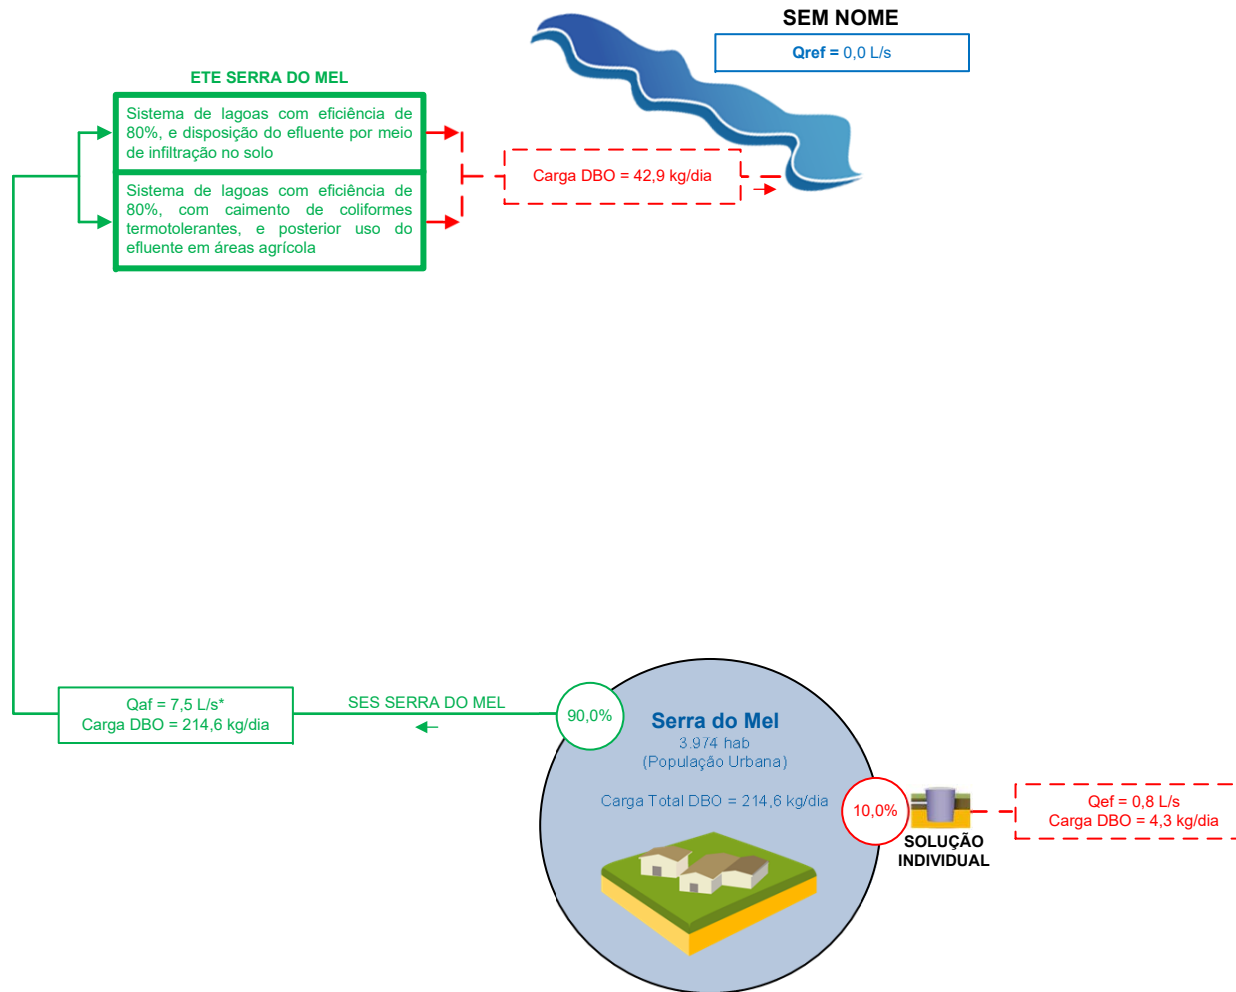 SEM NOME
Qref = 0,0 L/s
ETE SERRA DO MEL
Sistema de lagoas com eficiência de
80%, e disposição do efluente por meio
de infiltração no solo
Carga DBO = 42,9 kg/dia
Sistema de lagoas com eficiência de
80%, com caimento de coliformes
termotolerantes, e posterior uso do
efluente em áreas agrícola
Qaf = 7,5 L/s*
Carga DBO = 214,6 kg/dia
SES SERRA DO MEL
90,0%
Serra do Mel
3.974 hab
(População Urbana)
Carga Total DBO = 214,6 kg/dia
10,0%
SOLUÇÃO
INDIVIDUAL
Qef = 0,8 L/s
Carga DBO = 4,3 kg/dia